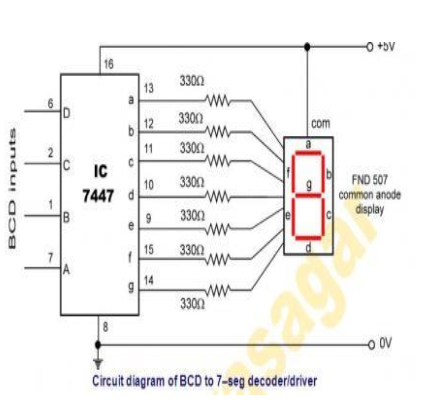 +5V
16
13 330Ω
a
com
a
12 330Ω
6 D b
11 330Ω
f b
2 C c
IC
7447
g
FND 507
common anode
display
10 330Ω
d
BCD inputs
1 B
9 330Ω
e
e c
15 330Ω
f
d
7 A
14
g
330Ω
8
0V
Circuit diagram of BCD to 7–seg decoder/driver